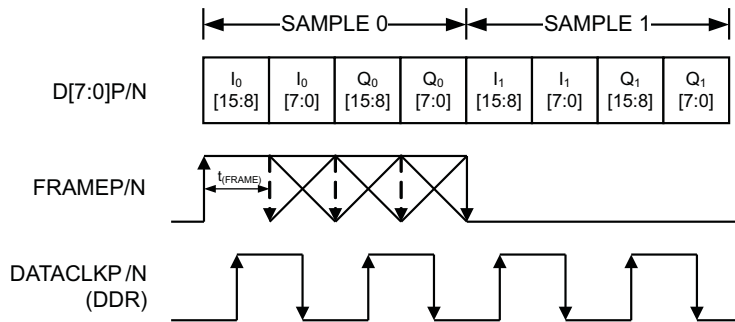 SAMPLE 0 SAMPLE 1
D[7:0]P/N
I0 I0 Q0 Q0 I1 I1 Q1 Q1
[15:8] [7:0] [15:8] [7:0] [15:8] [7:0] [15:8] [7:0]
FRAMEP/N
t(FRAME)
DATACLKP/N
(DDR)